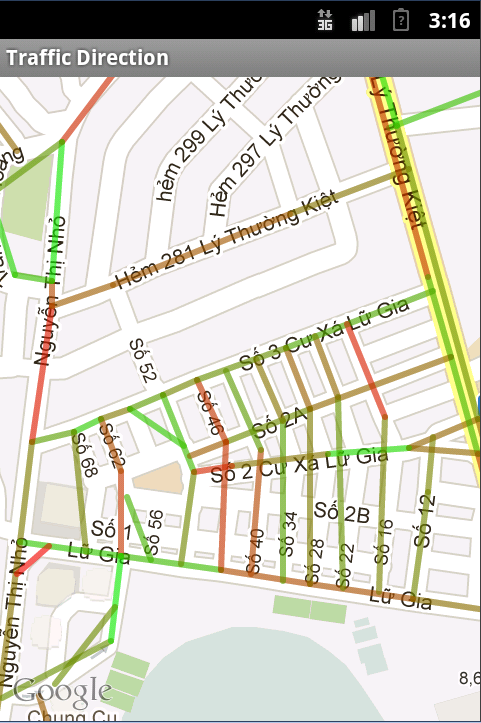 3G
?
3:16
Traffic Direction
hẻm 299 Lý Thườ
Hẻm 297 Lý Thường
Lý Thường Kiệt
Hẻm 281 Lý Thường Kiệt
Nguyễn Thị Nhỏ
Số 52
Số 3 Cư Xá Lữ Gia
Số 46
Số 2A
Số 68
Số 62
Số 2 Cư Xá Lữ Gia
Số 1
Số 56
Số 40
Số 34
Số 28
Số 2B
Số 22
Số 16
Số 12
Lữ Gia
Nguyễn Thị Nhỏ
Lữ Gia
8,6
Google
Chung Cư